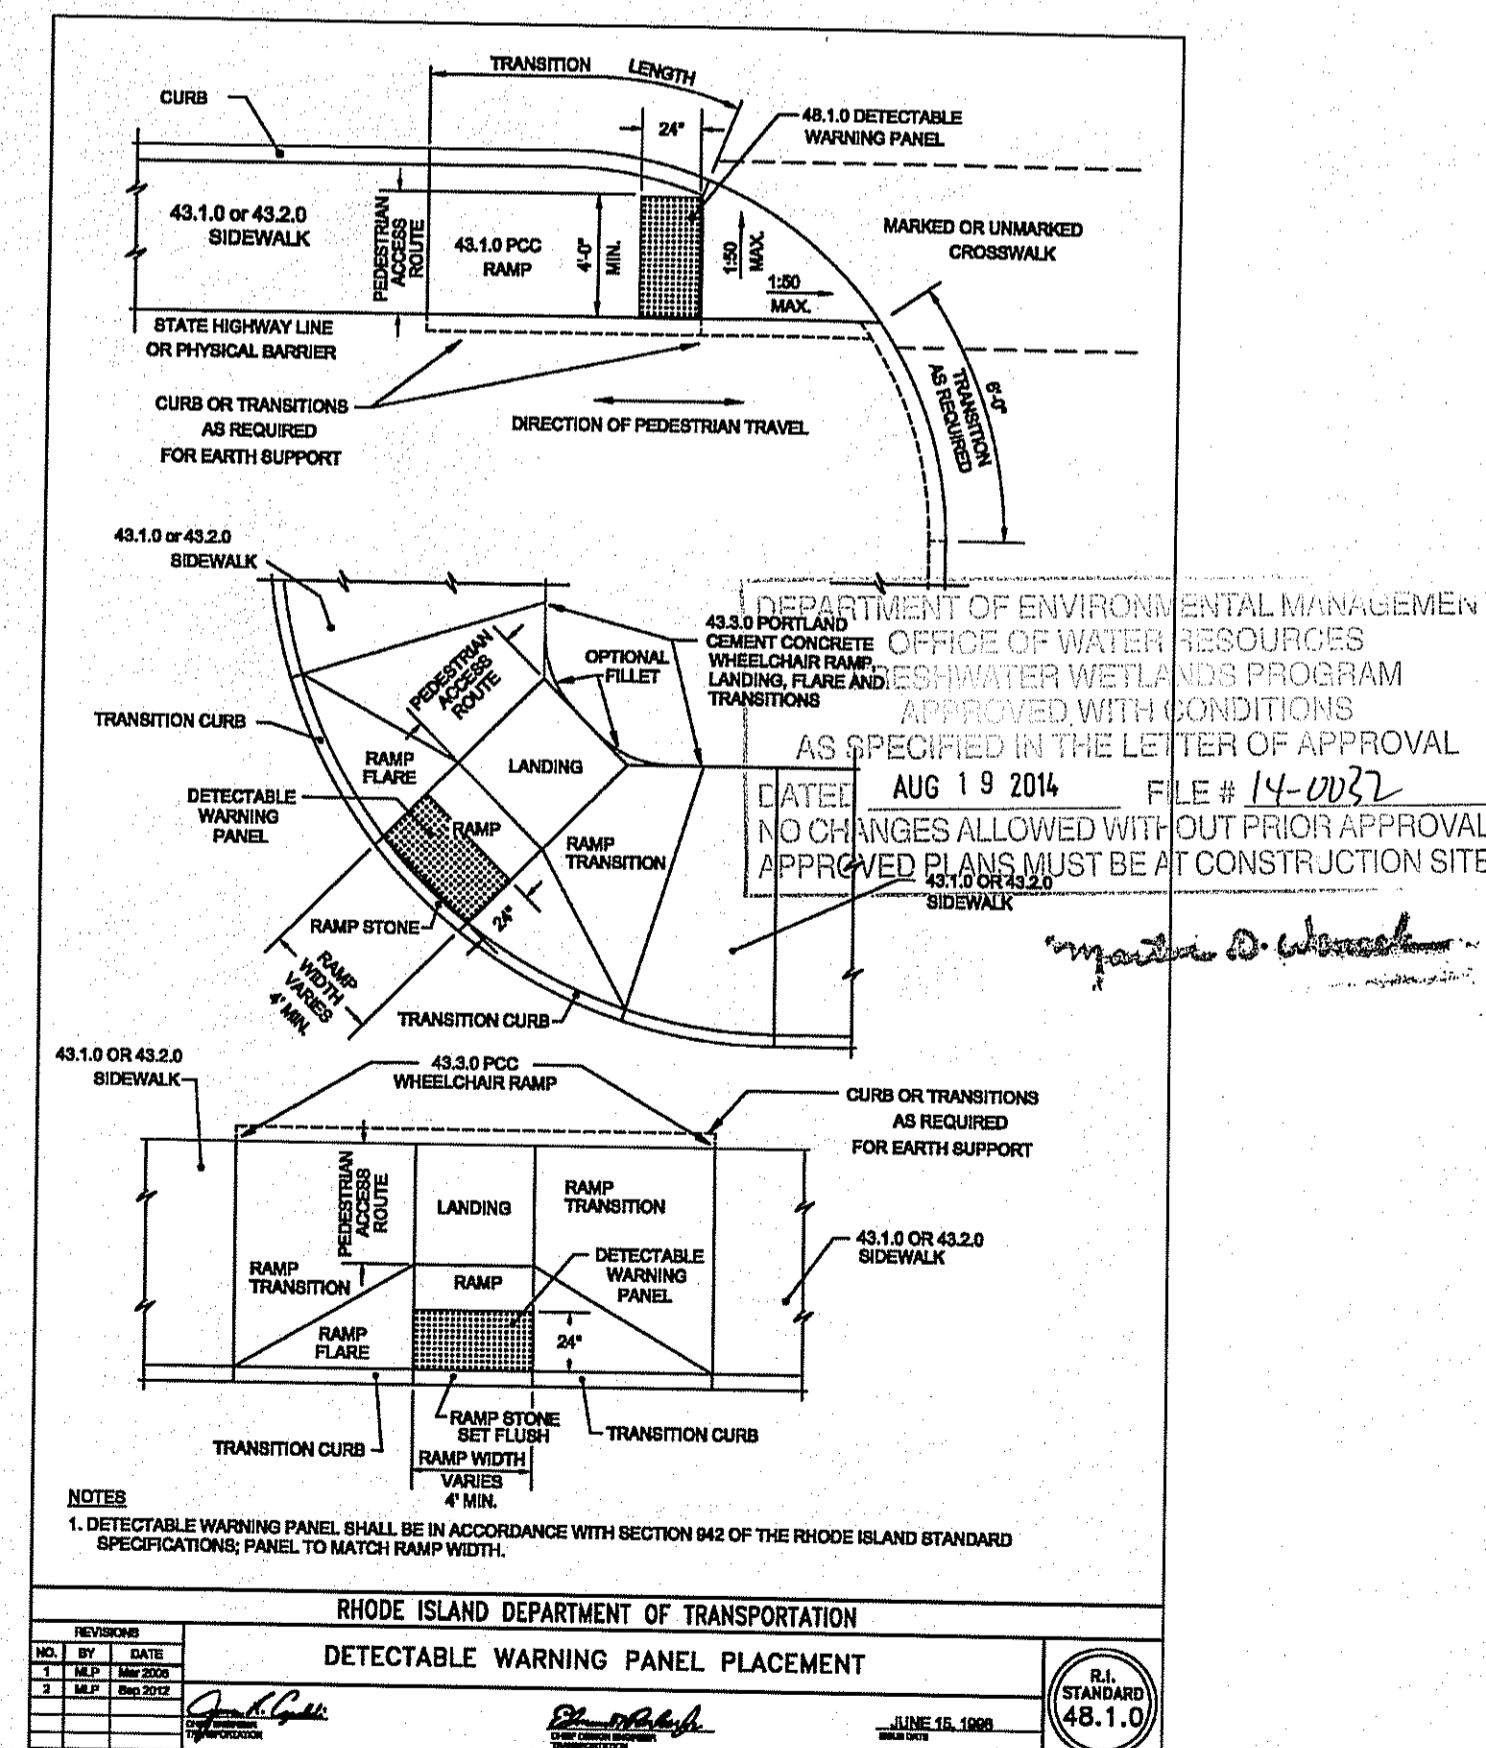 TRANSITION LENGTH
CURB
24"
48.1.0 DETECTABLE
WARNING PANEL
43.1.0 or 43.2.0
SIDEWALK
PEDESTRIAN
ACCESS
ROUTE
43.1.0 PCC
RAMP
4'-0"
MIN.
1:50
MAX.
1:50
MAX.
MARKED OR UNMARKED
CROSSWALK
STATE HIGHWAY LINE
OR PHYSICAL BARRIER
CURB OR TRANSITIONS
AS REQUIRED
FOR EARTH SUPPORT
DIRECTION OF PEDESTRIAN TRAVEL
6'-0"
TRANSITION
AS REQUIRED
43.1.0 or 43.2.0
SIDEWALK
PEDESTRIAN
ACCESS
ROUTE
OPTIONAL
FILLET
43.3.0 PORTLAND
CEMENT CONCRETE
WHEELCHAIR RAMP,
LANDING, FLARE AND
TRANSITIONS
TRANSITION CURB
RAMP
FLARE
LANDING
DETECTABLE
WARNING
PANEL
RAMP
RAMP
TRANSITION
RAMP STONE
24"
RAMP
WIDTH
VARIES
4' MIN.
TRANSITION CURB
43.1.0 OR 43.2.0
SIDEWALK
DEPARTMENT OF ENVIRONMENTAL MANAGEMEN
OFFICE OF WATER RESOURCES
RESHWATER WETLANDS PROGRAM
APPROVED WITH CONDITIONS
AS SPECIFIED IN THE LETTER OF APPROVAL
DATED AUG 19 2014 FILE # 14-0032
NO CHANGES ALLOWED WITHOUT PRIOR APPROVAL
APPROVED PLANS MUST BE AT CONSTRUCTION SITE
43.1.0 OR 43.2.0
SIDEWALK
43.3.0 PCC
WHEELCHAIR RAMP
CURB OR TRANSITIONS
AS REQUIRED
FOR EARTH SUPPORT
PEDESTRIAN
ACCESS
ROUTE
LANDING
RAMP
TRANSITION
RAMP
TRANSITION
RAMP
DETECTABLE
WARNING
PANEL
43.1.0 OR 43.2.0
SIDEWALK
RAMP
FLARE
24"
RAMP STONE
SET FLUSH
TRANSITION CURB
TRANSITION CURB
RAMP WIDTH
VARIES
4' MIN.
NOTES
1. DETECTABLE WARNING PANEL SHALL BE IN ACCORDANCE WITH SECTION 942 OF THE RHODE ISLAND STANDARD
SPECIFICATIONS; PANEL TO MATCH RAMP WIDTH.
RHODE ISLAND DEPARTMENT OF TRANSPORTATION
REVISIONS
NO. BY DATE
1 MLP Mar 2006
2 MLP Sep 2012
DETECTABLE WARNING PANEL PLACEMENT
CHIEF ENGINEER
TRANSPORTATION
CHIEF DESIGN ENGINEER
TRANSPORTATION
JUNE 15, 1998
ISSUE DATE
R.I.
STANDARD
48.1.0